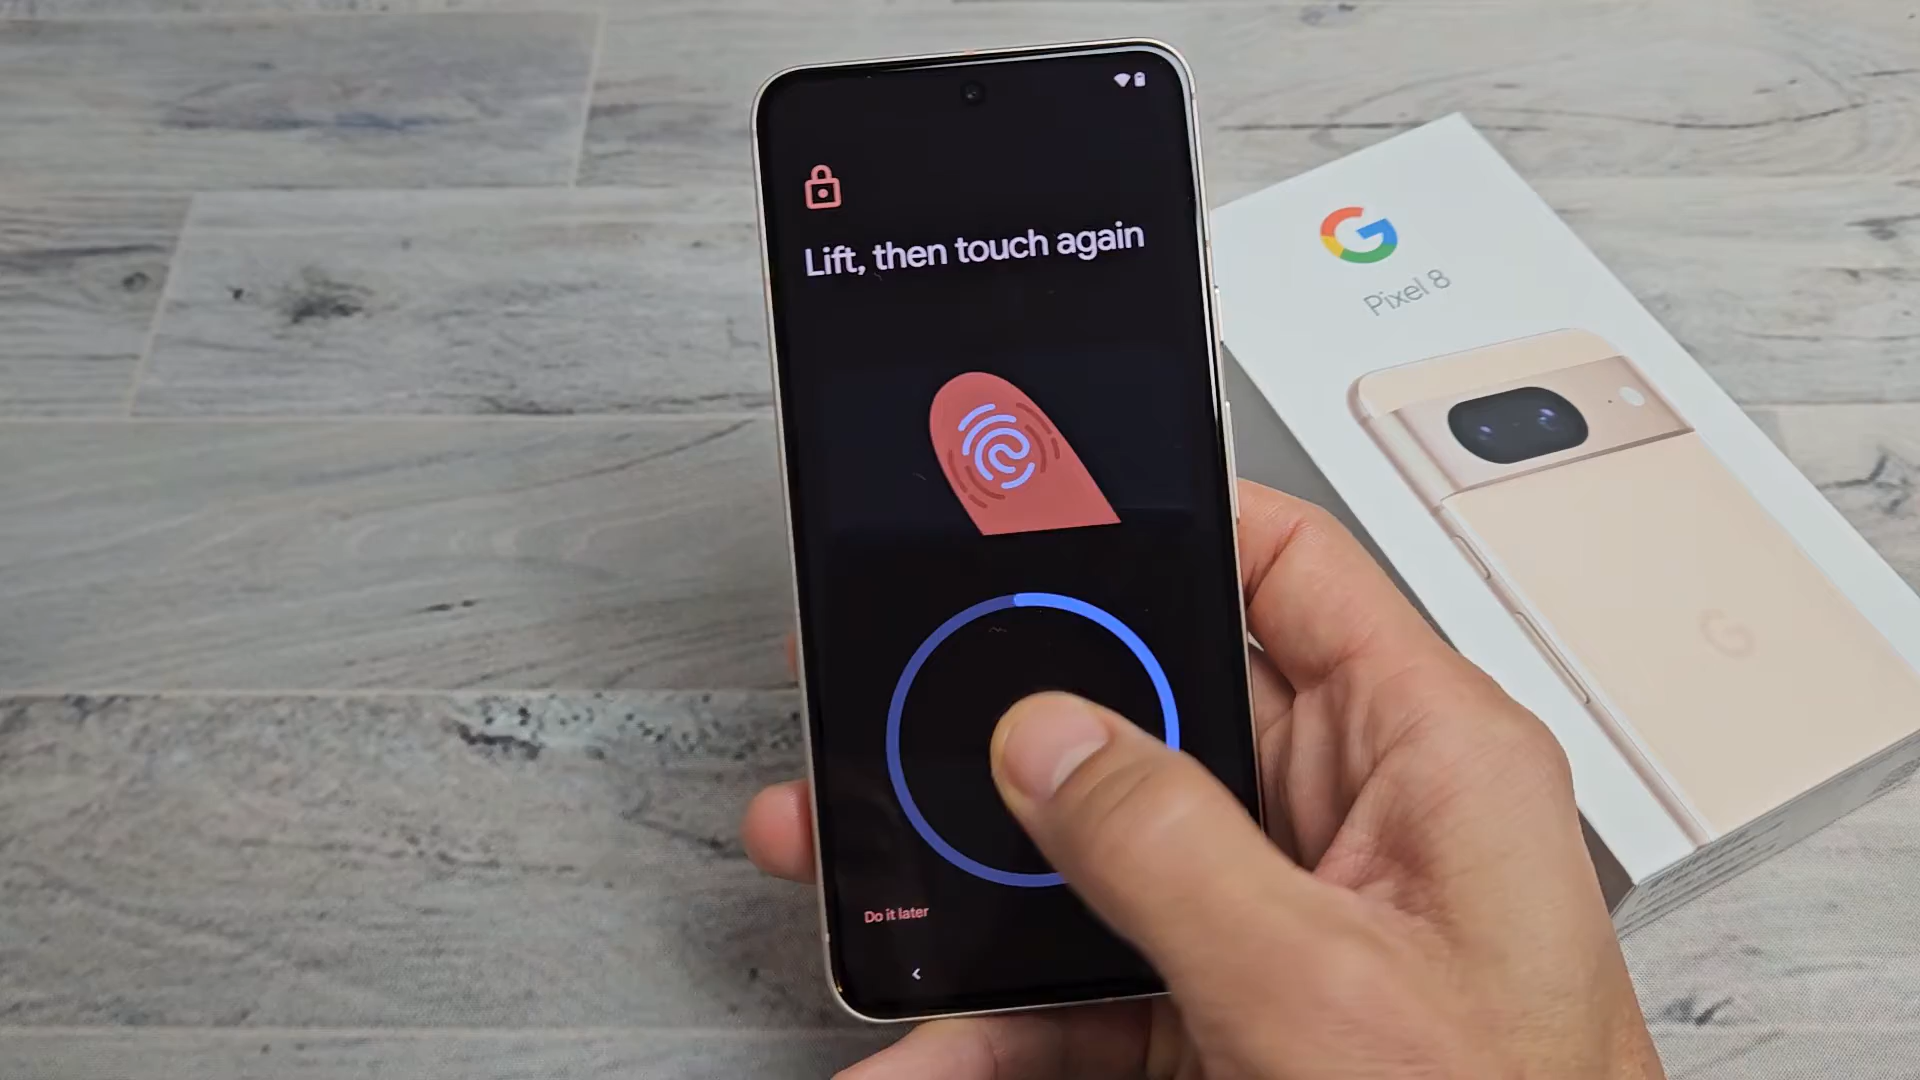 Lift, then touch again
Do it later
Pixel 8